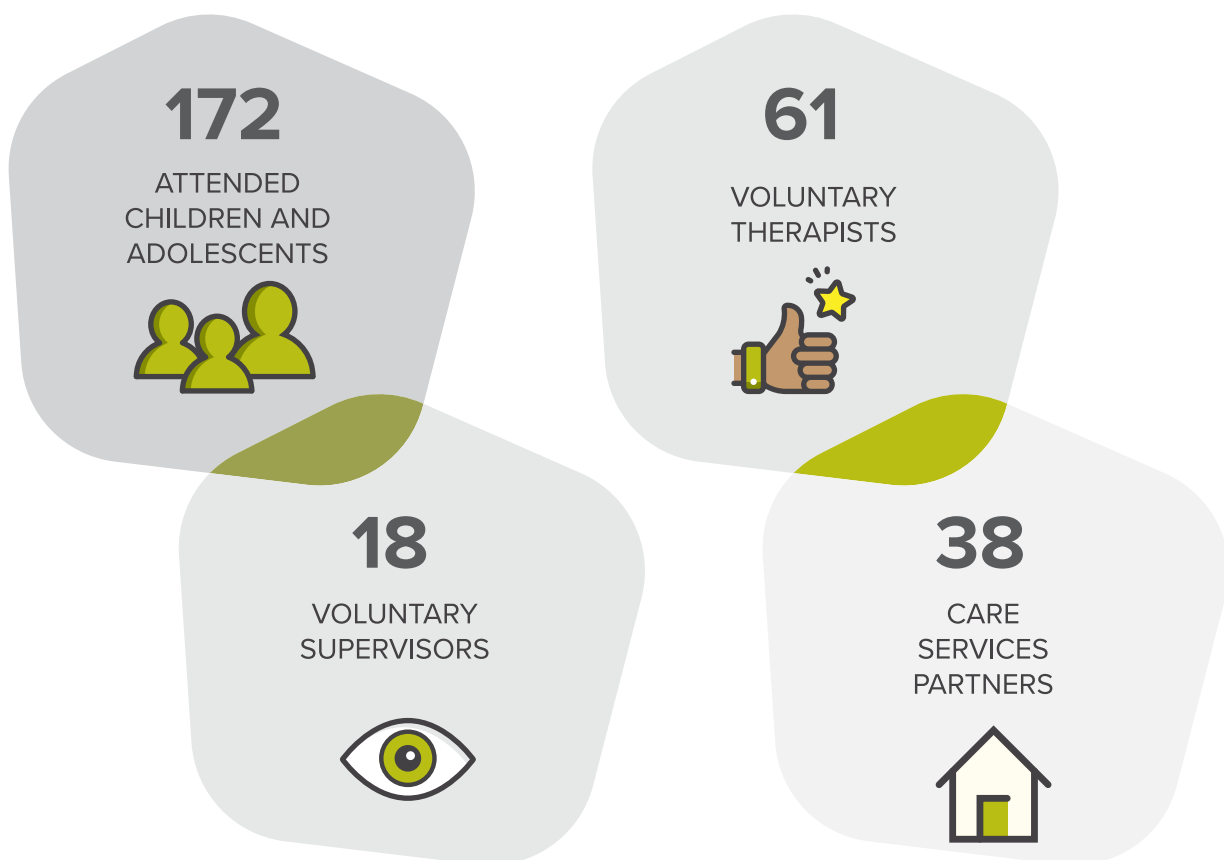 172
ATTENDED
CHILDREN AND
ADOLESCENTS
61
VOLUNTARY
THERAPISTS
18
VOLUNTARY
SUPERVISORS
38
CARE
SERVICES
PARTNERS